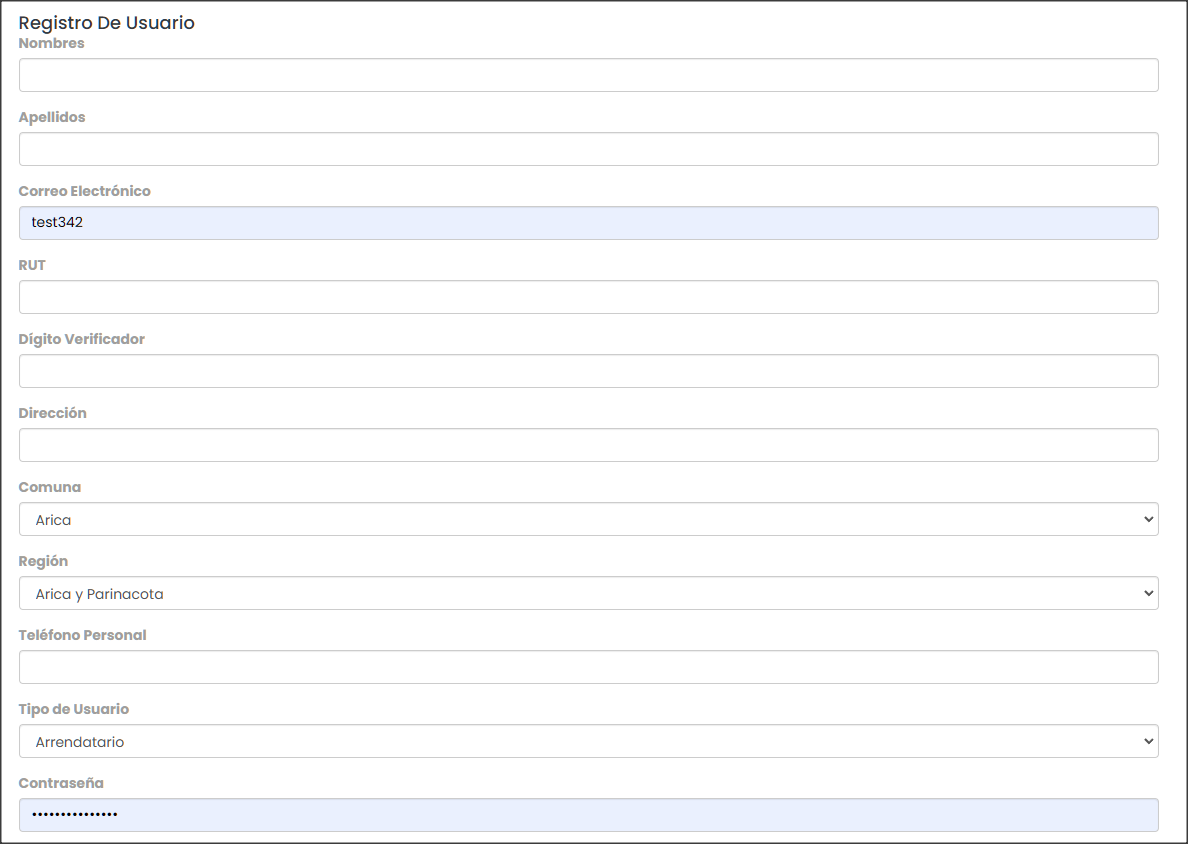 Registro De Usuario
Nombres
Apellidos
Correo Electrónico
test342
RUT
Dígito Verificador
Dirección
Comuna
Arica
Región
Arica y Parinacota
Teléfono Personal
Tipo de Usuario
Arrendatario
Contraseña
•••••••••••••••